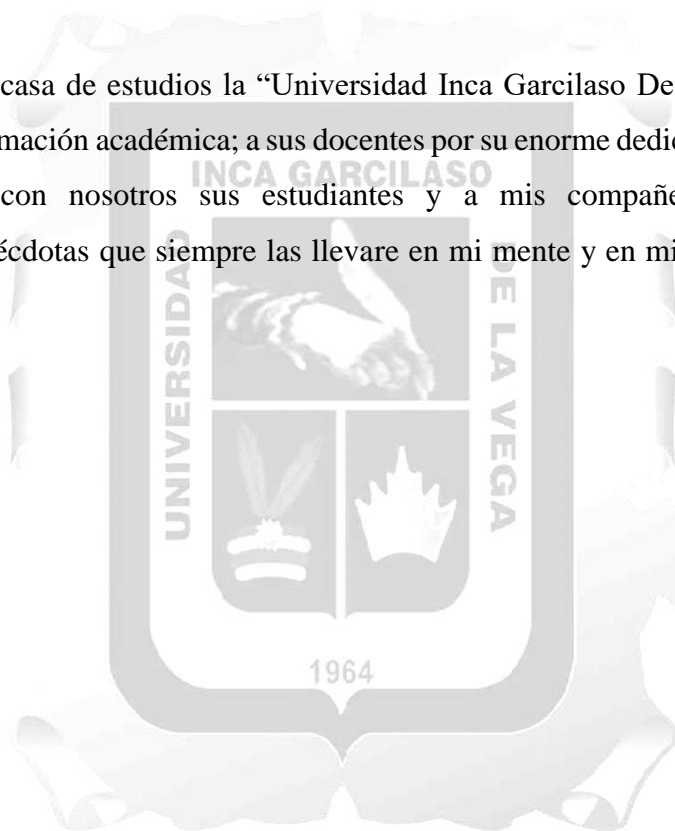 casa de estudios la “Universidad Inca Garcilaso De
mación académica; a sus docentes por su enorme dedic
con nosotros sus estudiantes y a mis compañe
écdotas que siempre las llevare en mi mente y en mi
INCA GARCILASO
UNIVERSIDAD
DE LA VEGA
1964